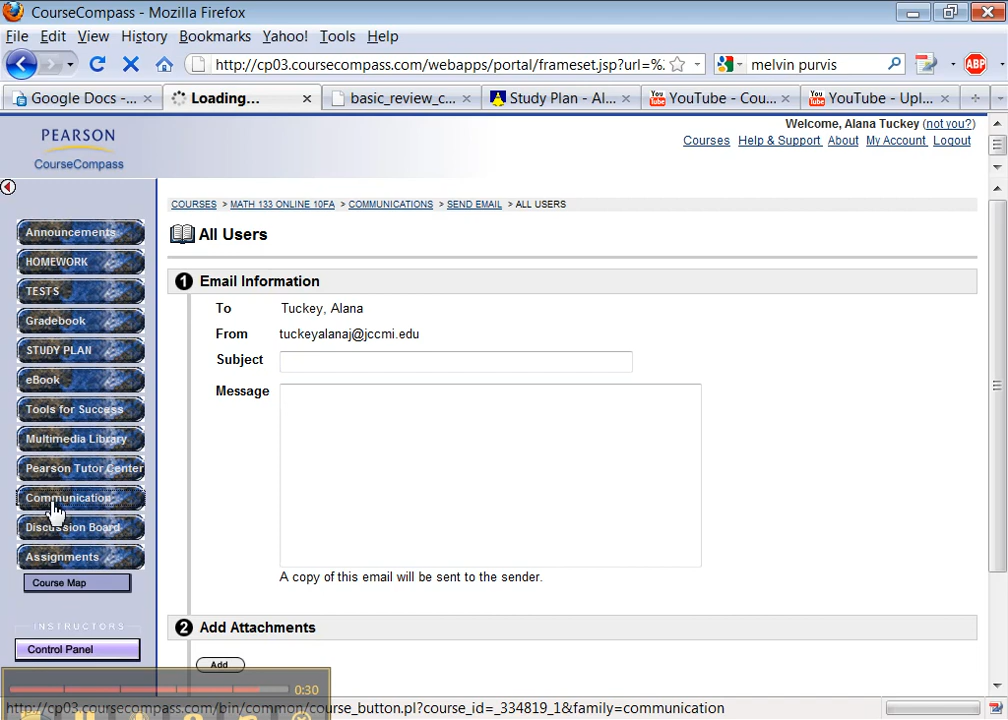 CourseCompass - Mozilla Firefox
File Edit View History Bookmarks Yahoo! Tools Help
http://cp03.coursecompass.com/webapps/portal/frameset.jsp?url=%: melvin purvis ABP
Google Docs -... Loading... basic_review_c... Study Plan - Al... YouTube - Cou... YouTube - Upl...
PEARSON
CourseCompass
Welcome, Alana Tuckey (not you?)
Courses Help & Support About My Account Logout
COURSES > MATH 133 ONLINE 10FA > COMMUNICATIONS > SEND EMAIL > ALL USERS
All Users
Announcements
HOMEWORK
TESTS
Gradebook
STUDY PLAN
eBook
Tools for Success
Multimedia Library
Pearson Tutor Center
Communication
Discussion Board
Assignments
Course Map
INSTRUCTORS
Control Panel
1 Email Information
To Tuckey, Alana
From tuckeyalanaj@jccmi.edu
Subject
Message
A copy of this email will be sent to the sender.
2 Add Attachments
Add
0:30
http://cp03.coursecompass.com/bin/common/course_button.pl?course_id=_334819_1&family=communication